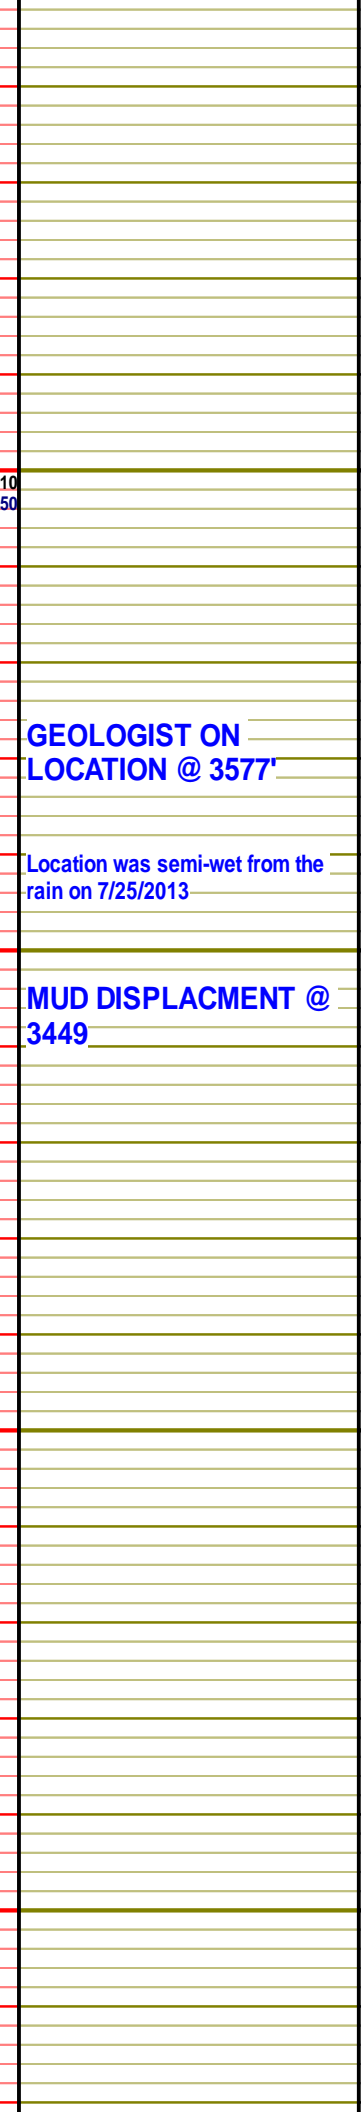 10
50
GEOLOGIST ON
LOCATION @ 3577'
Location was semi-wet from the
rain on 7/25/2013
MUD DISPLACMENT @
3449